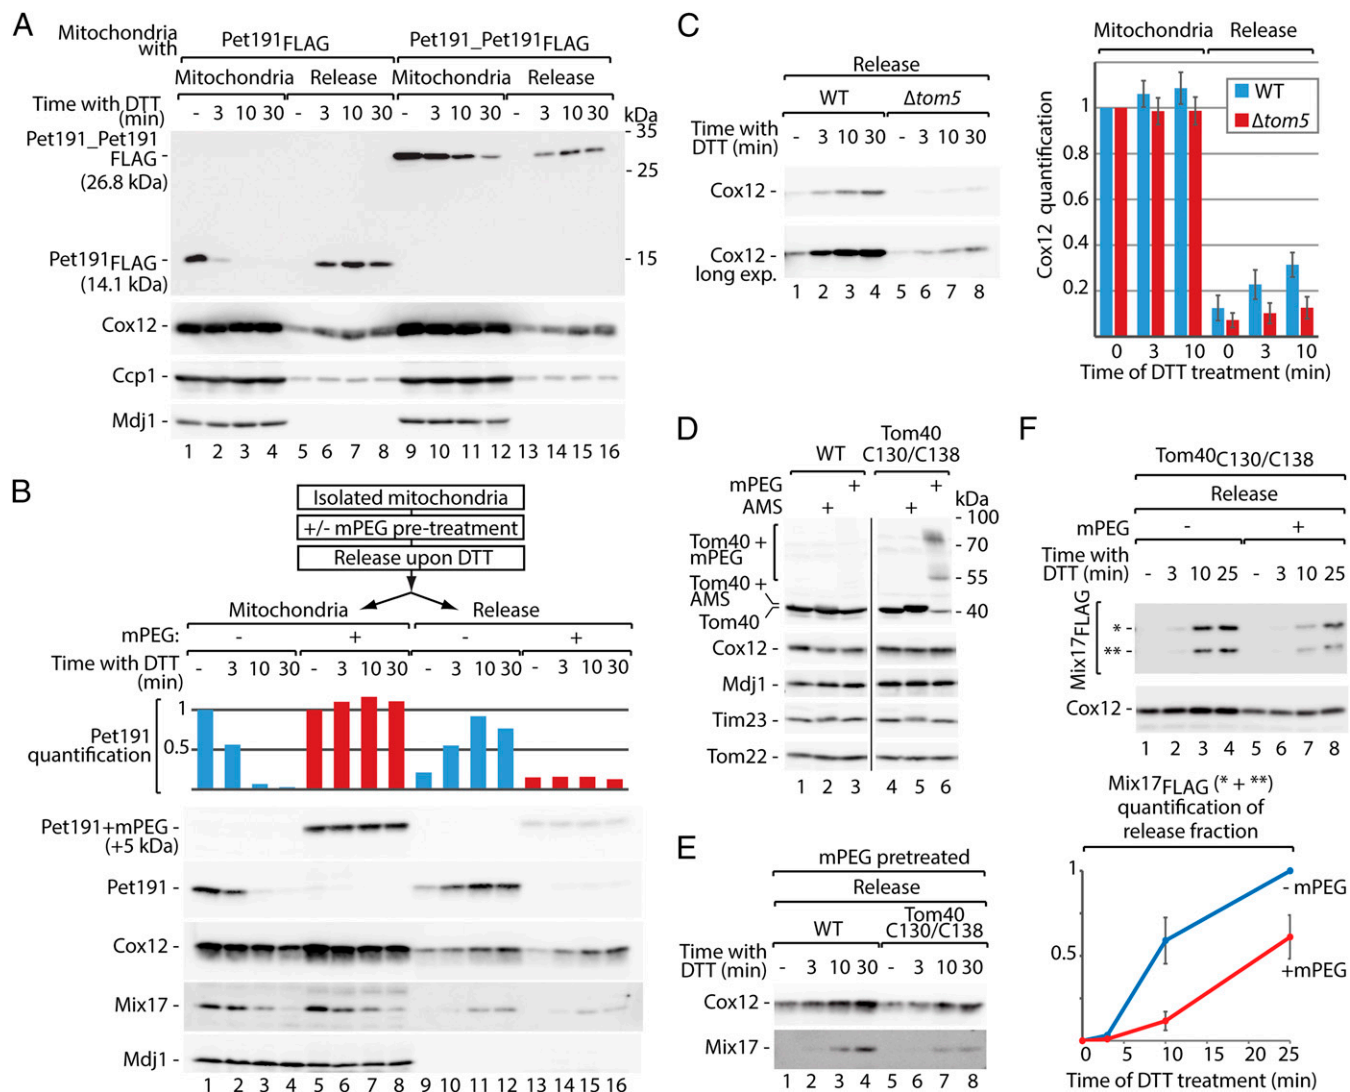 A
Mitochondria with
Pet191FLAG Pet191_Pet191FLAG
Mitochondria Release Mitochondria Release
Time with DTT (min)
- 3 10 30 - 3 10 30 - 3 10 30 - 3 10 30
kDa
Pet191_Pet191
FLAG -
(26.8 kDa)
- 35
- 25
Pet191FLAG -
(14.1 kDa)
- 15
Cox12 -
Ccp1 -
Mdj1 -
1 2 3 4 5 6 7 8 9 10 11 12 13 14 15 16
B
Isolated mitochondria
+/- mPEG pre-treatment
Release upon DTT
Mitochondria Release
mPEG: - + - +
Time with DTT
(min)
- 3 10 30 - 3 10 30 - 3 10 30 - 3 10 30
Pet191
quantification
1
0.5
Pet191+mPEG -
(+5 kDa)
Pet191 -
Cox12 -
Mix17 -
Mdj1 -
1 2 3 4 5 6 7 8 9 10 11 12 13 14 15 16
C
Release
WT Δtom5
Time with
DTT (min)
- 3 10 30 - 3 10 30
Cox12 -
Cox12 -
long exp.
1 2 3 4 5 6 7 8
Mitochondria Release
WT
Δtom5
Cox12 quantification
1
0.8
0.6
0.4
0.2
0 3 10 0 3 10
Time of DTT treatment (min)
D
WT
Tom40
C130/C138
mPEG + +
AMS + +
kDa
Tom40 +
mPEG
Tom40 +
AMS
Tom40
- 100
- 70
- 55
- 40
Cox12 -
Mdj1 -
Tim23 -
Tom22 -
1 2 3 4 5 6
E
mPEG pretreated
Release
WT
Tom40
C130/C138
Time with
DTT (min)
- 3 10 30 - 3 10 30
Cox12 -
Mix17 -
1 2 3 4 5 6 7 8
F
Tom40C130/C138
Release
mPEG - +
Time with
DTT (min)
- 3 10 25 - 3 10 25
Mix17FLAG
* -
** -
Cox12 -
1 2 3 4 5 6 7 8
Mix17FLAG (* + **)
quantification of
release fraction
1
0.5
0
- mPEG
+mPEG
0 5 10 15 20 25
Time of DTT treatment (min)